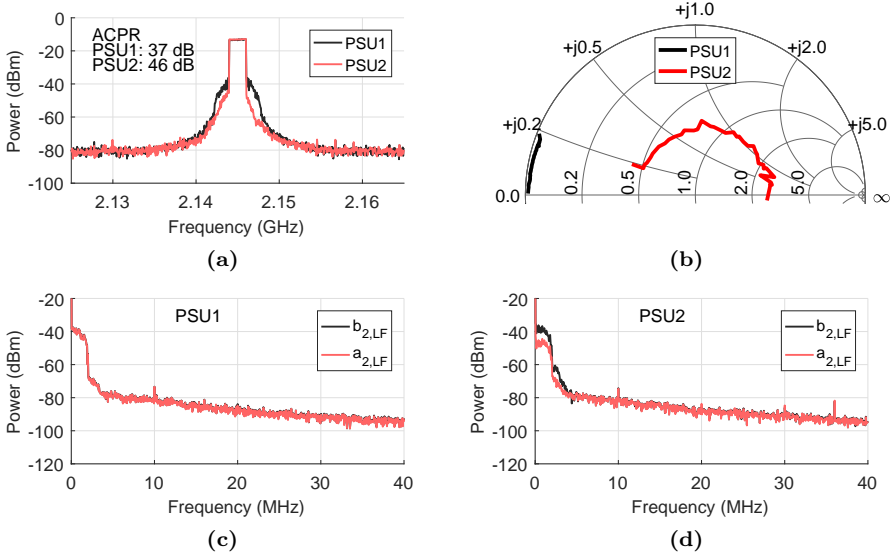 ACPR
PSU1: 37 dB
PSU2: 46 dB
PSU1
PSU2
Power (dBm)
0
-20
-40
-60
-80
-100
2.13
2.14
2.15
2.16
Frequency (GHz)
(a)
+j1.0
+j0.5
+j2.0
+j0.2
+j5.0
PSU1
PSU2
0.0
0.2
0.5
1.0
2.0
5.0
∞
(b)
PSU1
b2,LF
a2,LF
Power (dBm)
-20
-40
-60
-80
-100
-120
0
10
20
30
40
Frequency (MHz)
(c)
PSU2
b2,LF
a2,LF
Power (dBm)
-20
-40
-60
-80
-100
-120
0
10
20
30
40
Frequency (MHz)
(d)